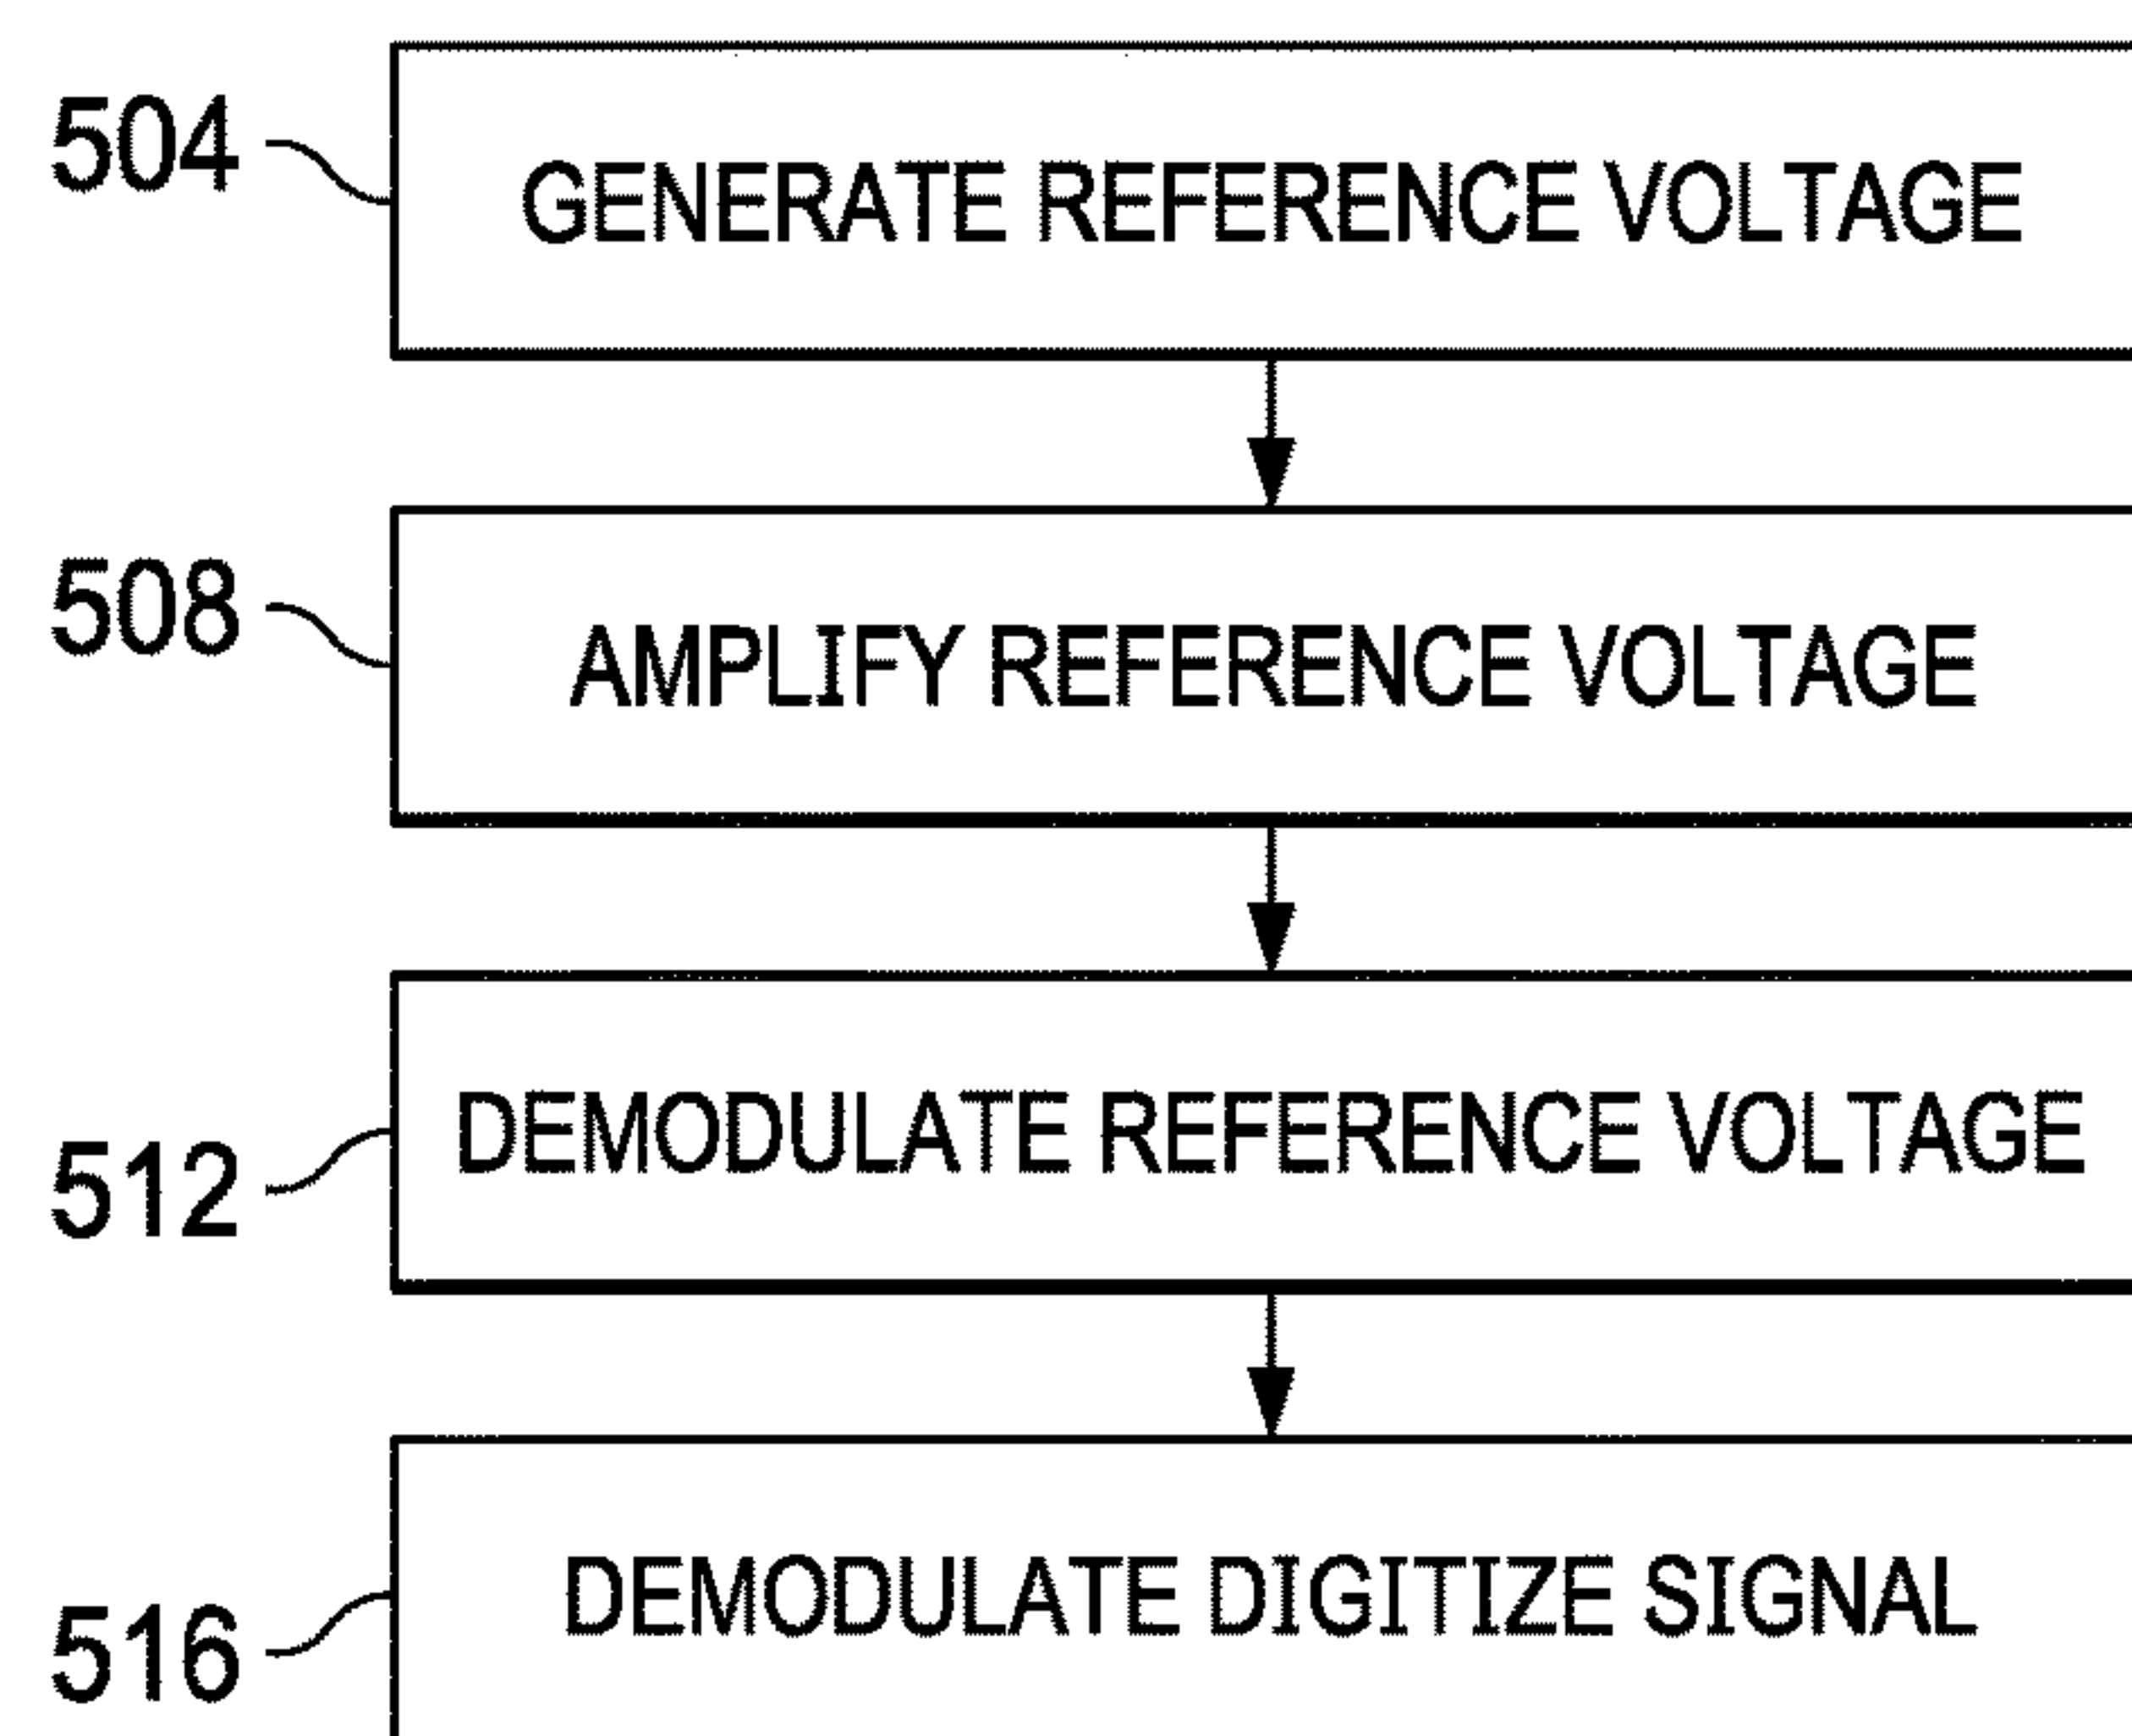 504
GENERATE REFERENCE VOLTAGE
508
AMPLIFY REFERENCE VOLTAGE
512
DEMODULATE REFERENCE VOLTAGE
516
DEMODULATE DIGITIZE SIGNAL